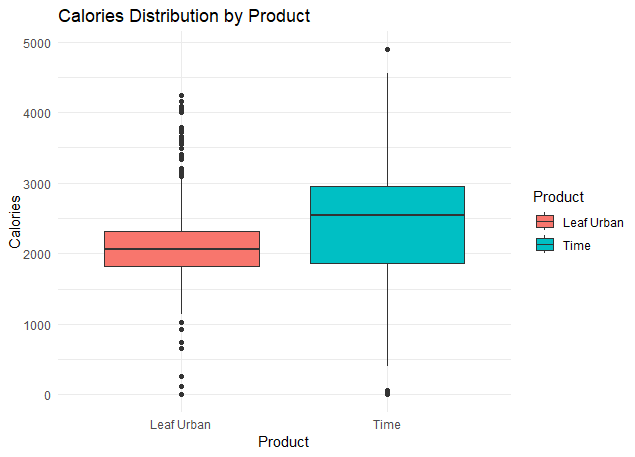 Calories Distribution by Product
5000
4000
3000
2000
1000
0
Calories
Leaf Urban
Time
Product
Product
Leaf Urban
Time